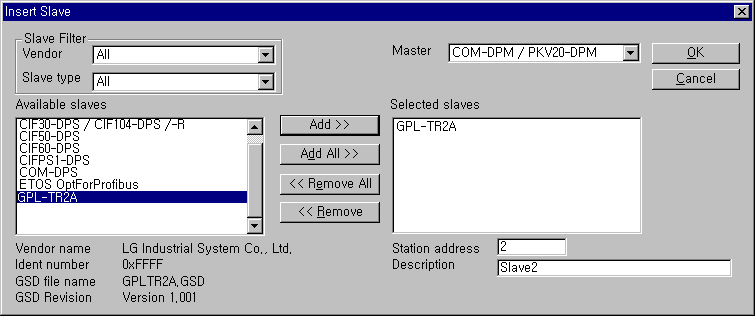 Insert Slave
Slave Filter
Vendor All
Slave type All
Master COM-DPM / PKV20-DPM
OK
Cancel
Available slaves
CIF30-DPS / CIF104-DPS /-R
CIF50-DPS
CIF60-DPS
CIFPS1-DPS
COM-DPS
ETOS OptForProfibus
GPL-TR2A
Add >>
Add All >>
<< Remove All
<< Remove
Selected slaves
GPL-TR2A
Vendor name LG Industrial System Co., Ltd.
Ident number 0xFFFF
GSD file name GPLTR2A.GSD
GSD Revision Version 1.001
Station address 2
Description Slave2